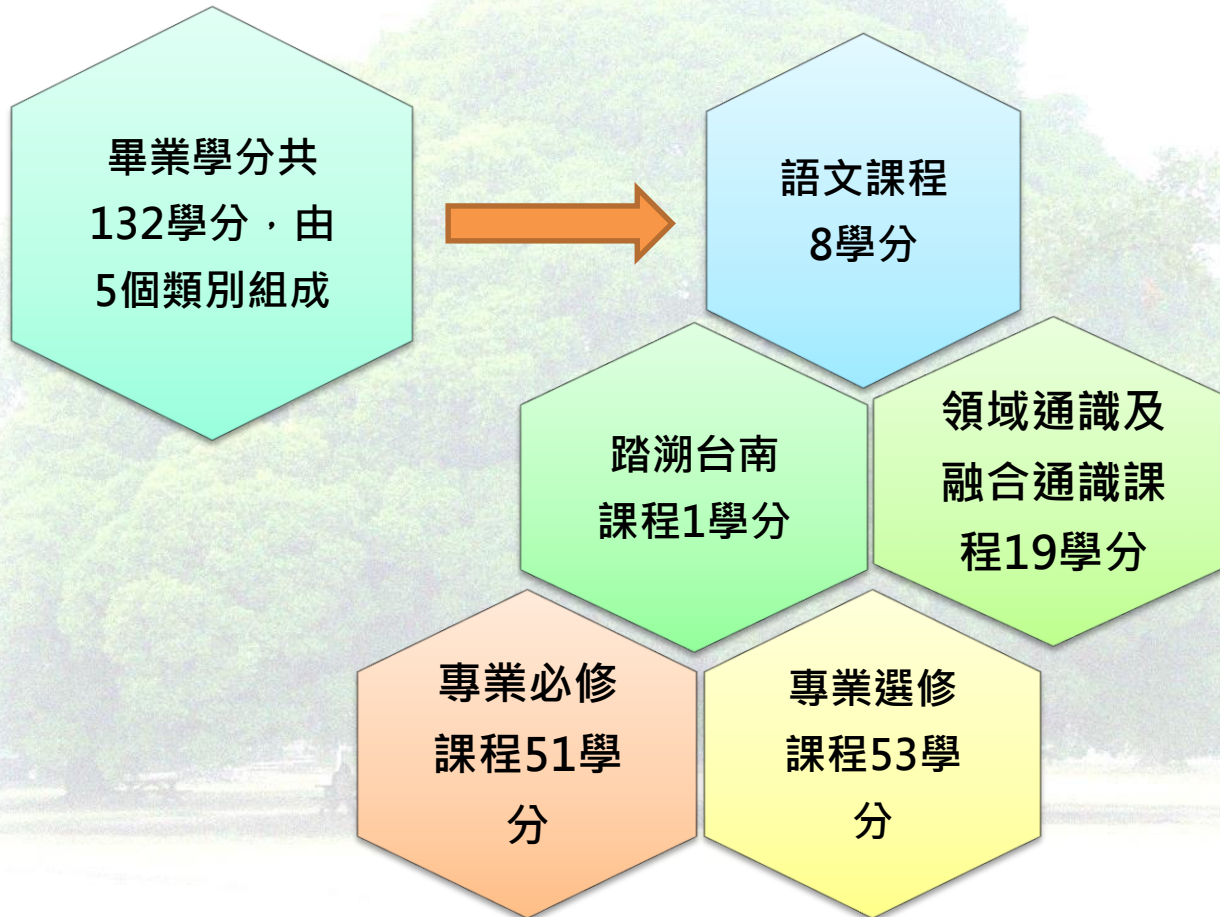 畢業學分共
132學分，由
5個類別組成
語文課程
8學分
踏溯台南
課程1學分
領域通識及
融合通識課
程19學分
專業必修
課程51學
分
專業選修
課程53學
分